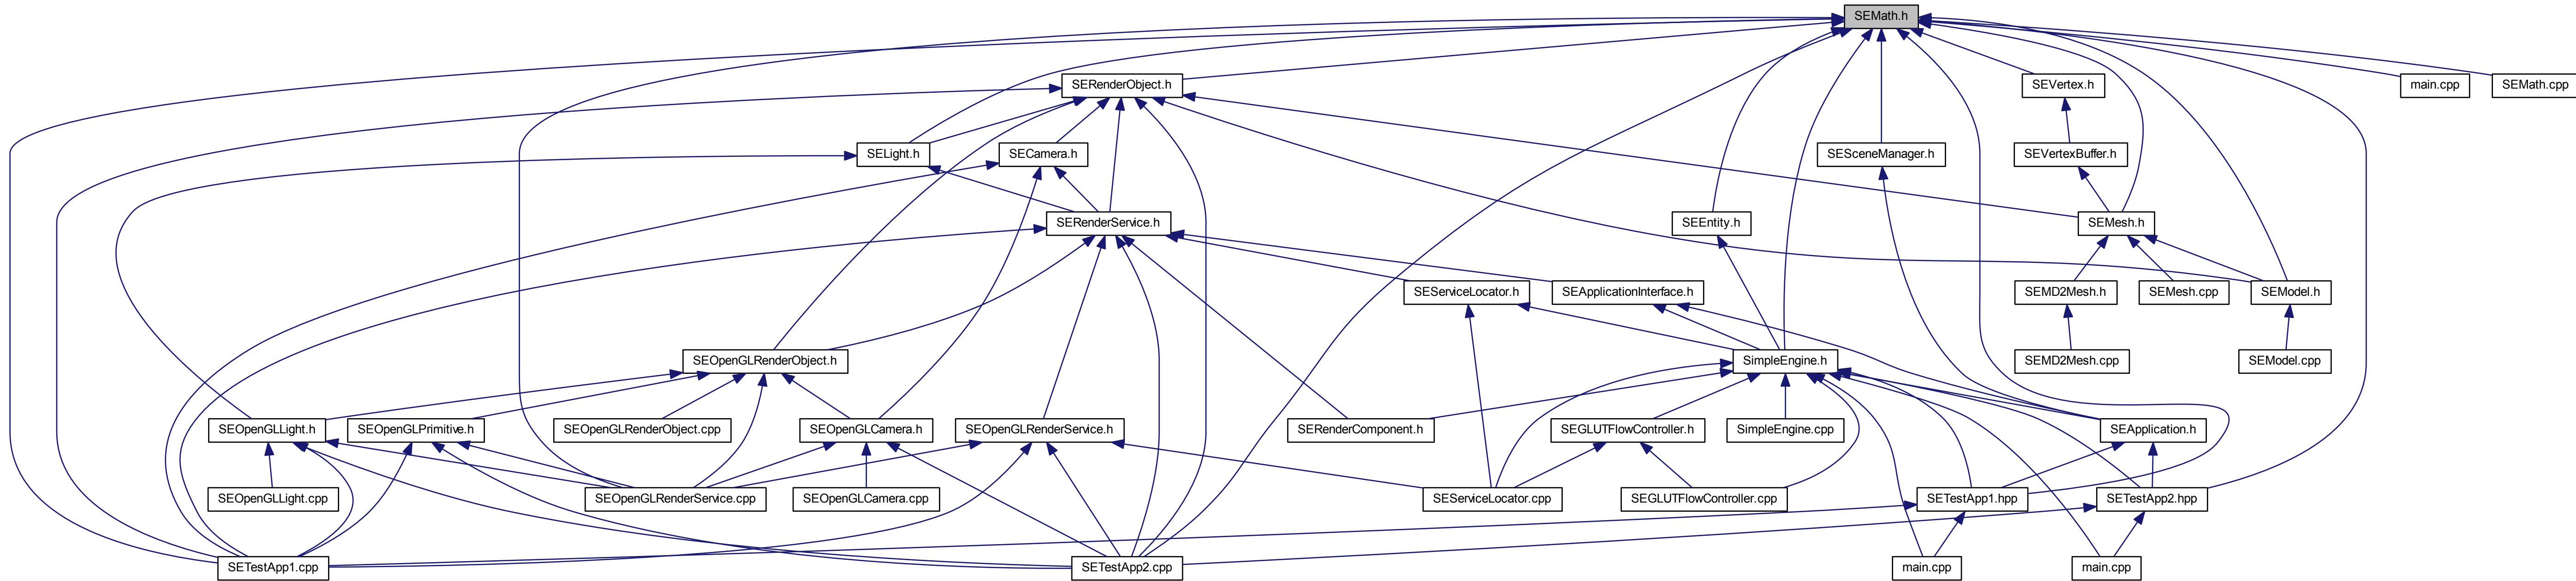 SEMath.h
SERenderObject.h
SEVertex.h
main.cpp
SEMath.cpp
SELight.h
SECamera.h
SESceneManager.h
SEVertexBuffer.h
SERenderService.h
SEEntity.h
SEMesh.h
SEServiceLocator.h
SEApplicationInterface.h
SEMD2Mesh.h
SEMesh.cpp
SEModel.h
SEOpenGLRenderObject.h
SimpleEngine.h
SEMD2Mesh.cpp
SEModel.cpp
SEOpenGLLight.h
SEOpenGLPrimitive.h
SEOpenGLRenderObject.cpp
SEOpenGLCamera.h
SEOpenGLRenderService.h
SERenderComponent.h
SEGLUTFlowController.h
SimpleEngine.cpp
SEApplication.h
SEOpenGLLight.cpp
SEOpenGLRenderService.cpp
SEOpenGLCamera.cpp
SEServiceLocator.cpp
SEGLUTFlowController.cpp
SETestApp1.hpp
SETestApp2.hpp
SETestApp1.cpp
SETestApp2.cpp
main.cpp
main.cpp